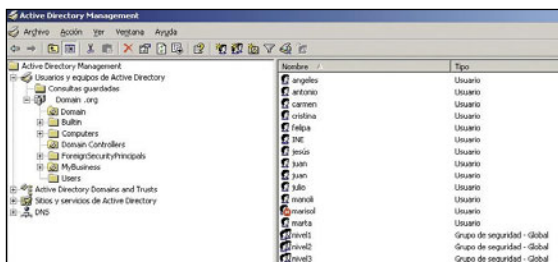 Active Directory Management
Archivo Acción Ver Ventana Ayuda
Active Directory Management
Usuarios y equipos de Active Directory
Consultas guardadas
Domain .org
Domain
Builtin
Computers
Domain Controllers
ForeignSecurityPrincipals
MyBusiness
Users
Active Directory Domains and Trusts
Sitios y servicios de Active Directory
DNS
Nombre Tipo
angeles Usuario
antonio Usuario
carmen Usuario
cristina Usuario
felipa Usuario
INE Usuario
jesús Usuario
juan Usuario
juan Usuario
julio Usuario
manoli Usuario
marisol Usuario
marta Usuario
nivel1 Grupo de seguridad - Global
nivel2 Grupo de seguridad - Global
nivel3 Grupo de seguridad - Global